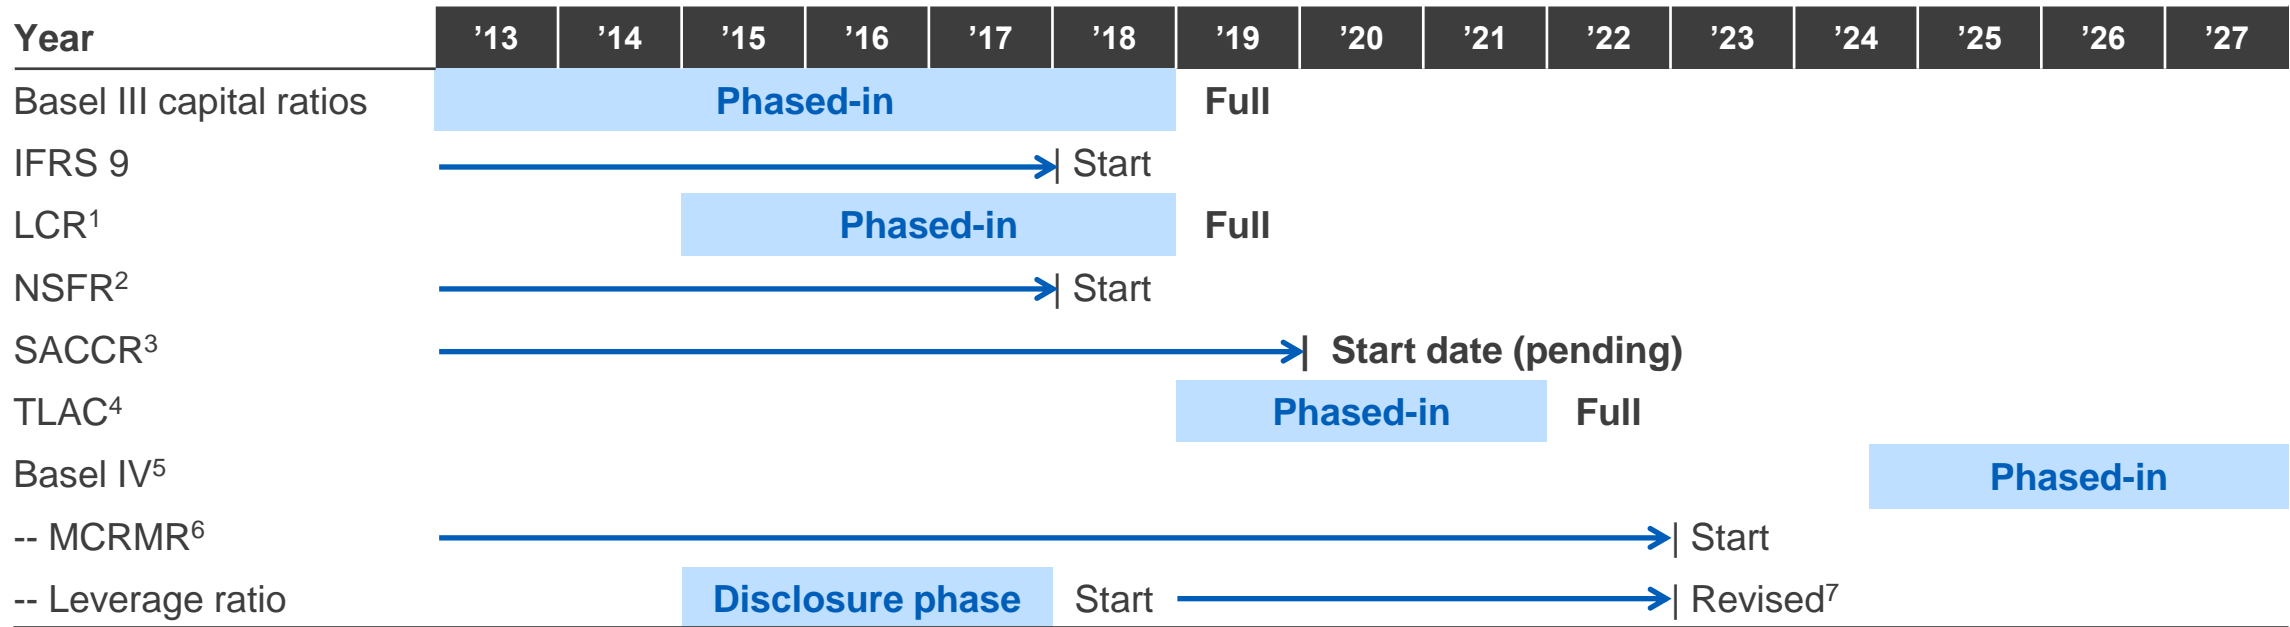 Year ’13 ’14 ’15 ’16 ’17 ’18 ’19 ’20 ’21 ’22 ’23 ’24 ’25 ’26 ’27
Basel III capital ratios Phased-in Full
IFRS 9 | Start
LCR¹ Phased-in Full
NSFR² | Start
SACCR³ | Start date (pending)
TLAC⁴ Phased-in Full
Basel IV⁵ Phased-in
-- MCRMR⁶ | Start
-- Leverage ratio Disclosure phase Start | Revised⁷